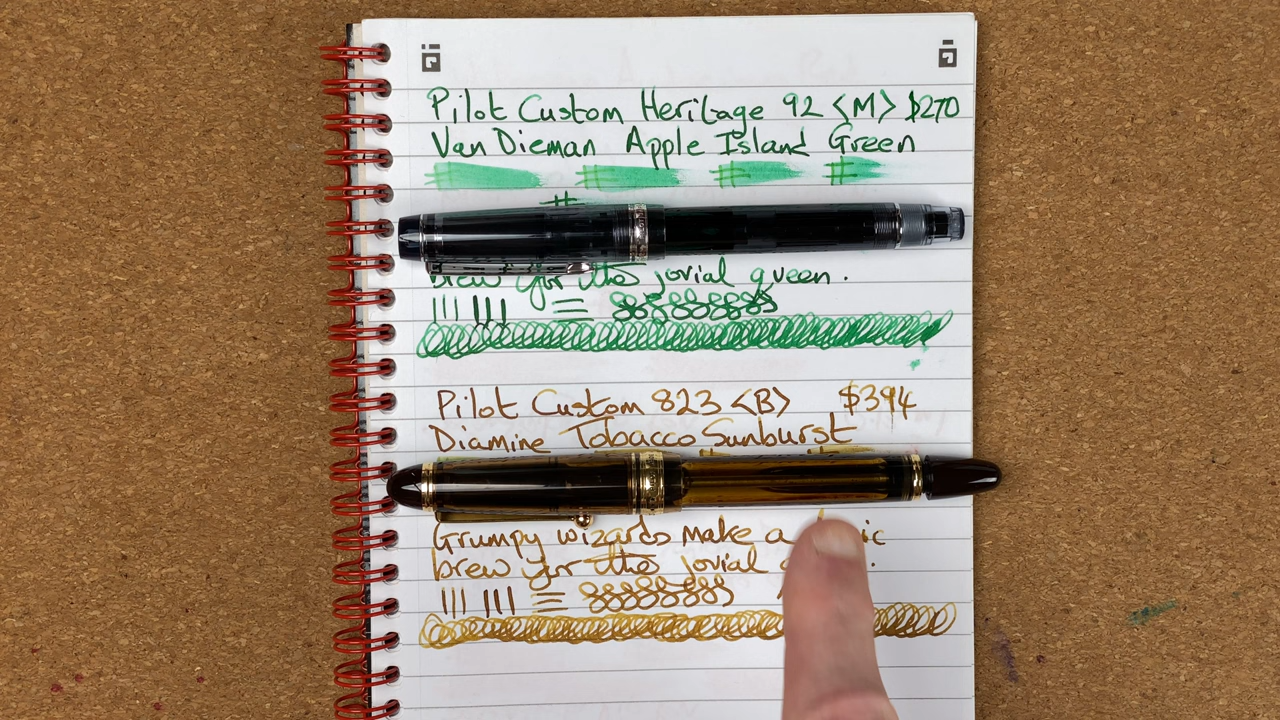 Pilot Custom Heritage 92 <M> $270
Van Dieman Apple Island Green
brew for the jovial queen.
Pilot Custom 823 <B> $394
Diamine Tobacco Sunburst
Grumpy wizards make a
brew for the jovial